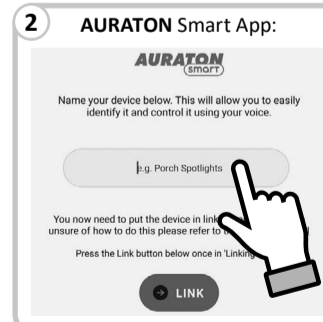 2 AURATON Smart App:
AURATON
smart
Name your device below. This will allow you to easily
identify it and control it using your voice.
e.g. Porch Spotlights
You now need to put the device in link
unsure of how to do this please refer to
Press the Link button below once in 'Linking
LINK